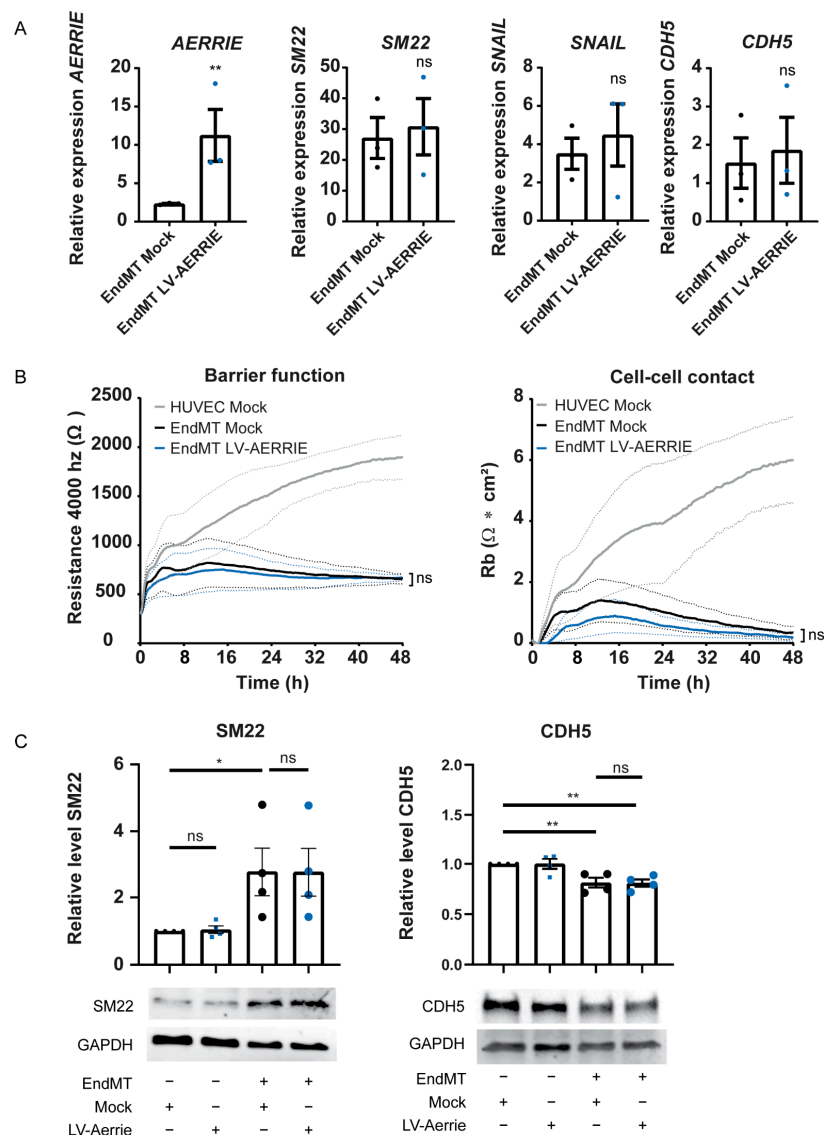 A
AERRIE
SM22
SNAIL
CDH5
Relative expression AERRIE
20
15
10
5
0
**
EndMT Mock
EndMT LV-AERRIE
Relative expression SM22
60
50
40
30
20
10
0
ns
EndMT Mock
EndMT LV-AERRIE
Relative expression SNAIL
8
6
4
2
0
ns
EndMT Mock
EndMT LV-AERRIE
Relative expression CDH5
4
3
2
1
0
ns
EndMT Mock
EndMT LV-AERRIE
B
Barrier function
Resistance 4000 hz (Ω )
2500
2000
1500
1000
500
0
HUVEC Mock
EndMT Mock
EndMT LV-AERRIE
ns
0 8 16 24 32 40 48
Time (h)
Cell-cell contact
Rb (Ω * cm²)
8
6
4
2
0
HUVEC Mock
EndMT Mock
EndMT LV-AERRIE
ns
0 8 16 24 32 40 48
Time (h)
C
SM22
Relative level SM22
6
4
2
0
* ns
ns
SM22
GAPDH
EndMT – – + +
Mock + – + –
LV-Aerrie – + – +
CDH5
Relative level CDH5
2.0
1.5
1.0
0.5
0.0
ns
**
**
CDH5
GAPDH
EndMT – – + +
Mock + – + –
LV-Aerrie – + – +